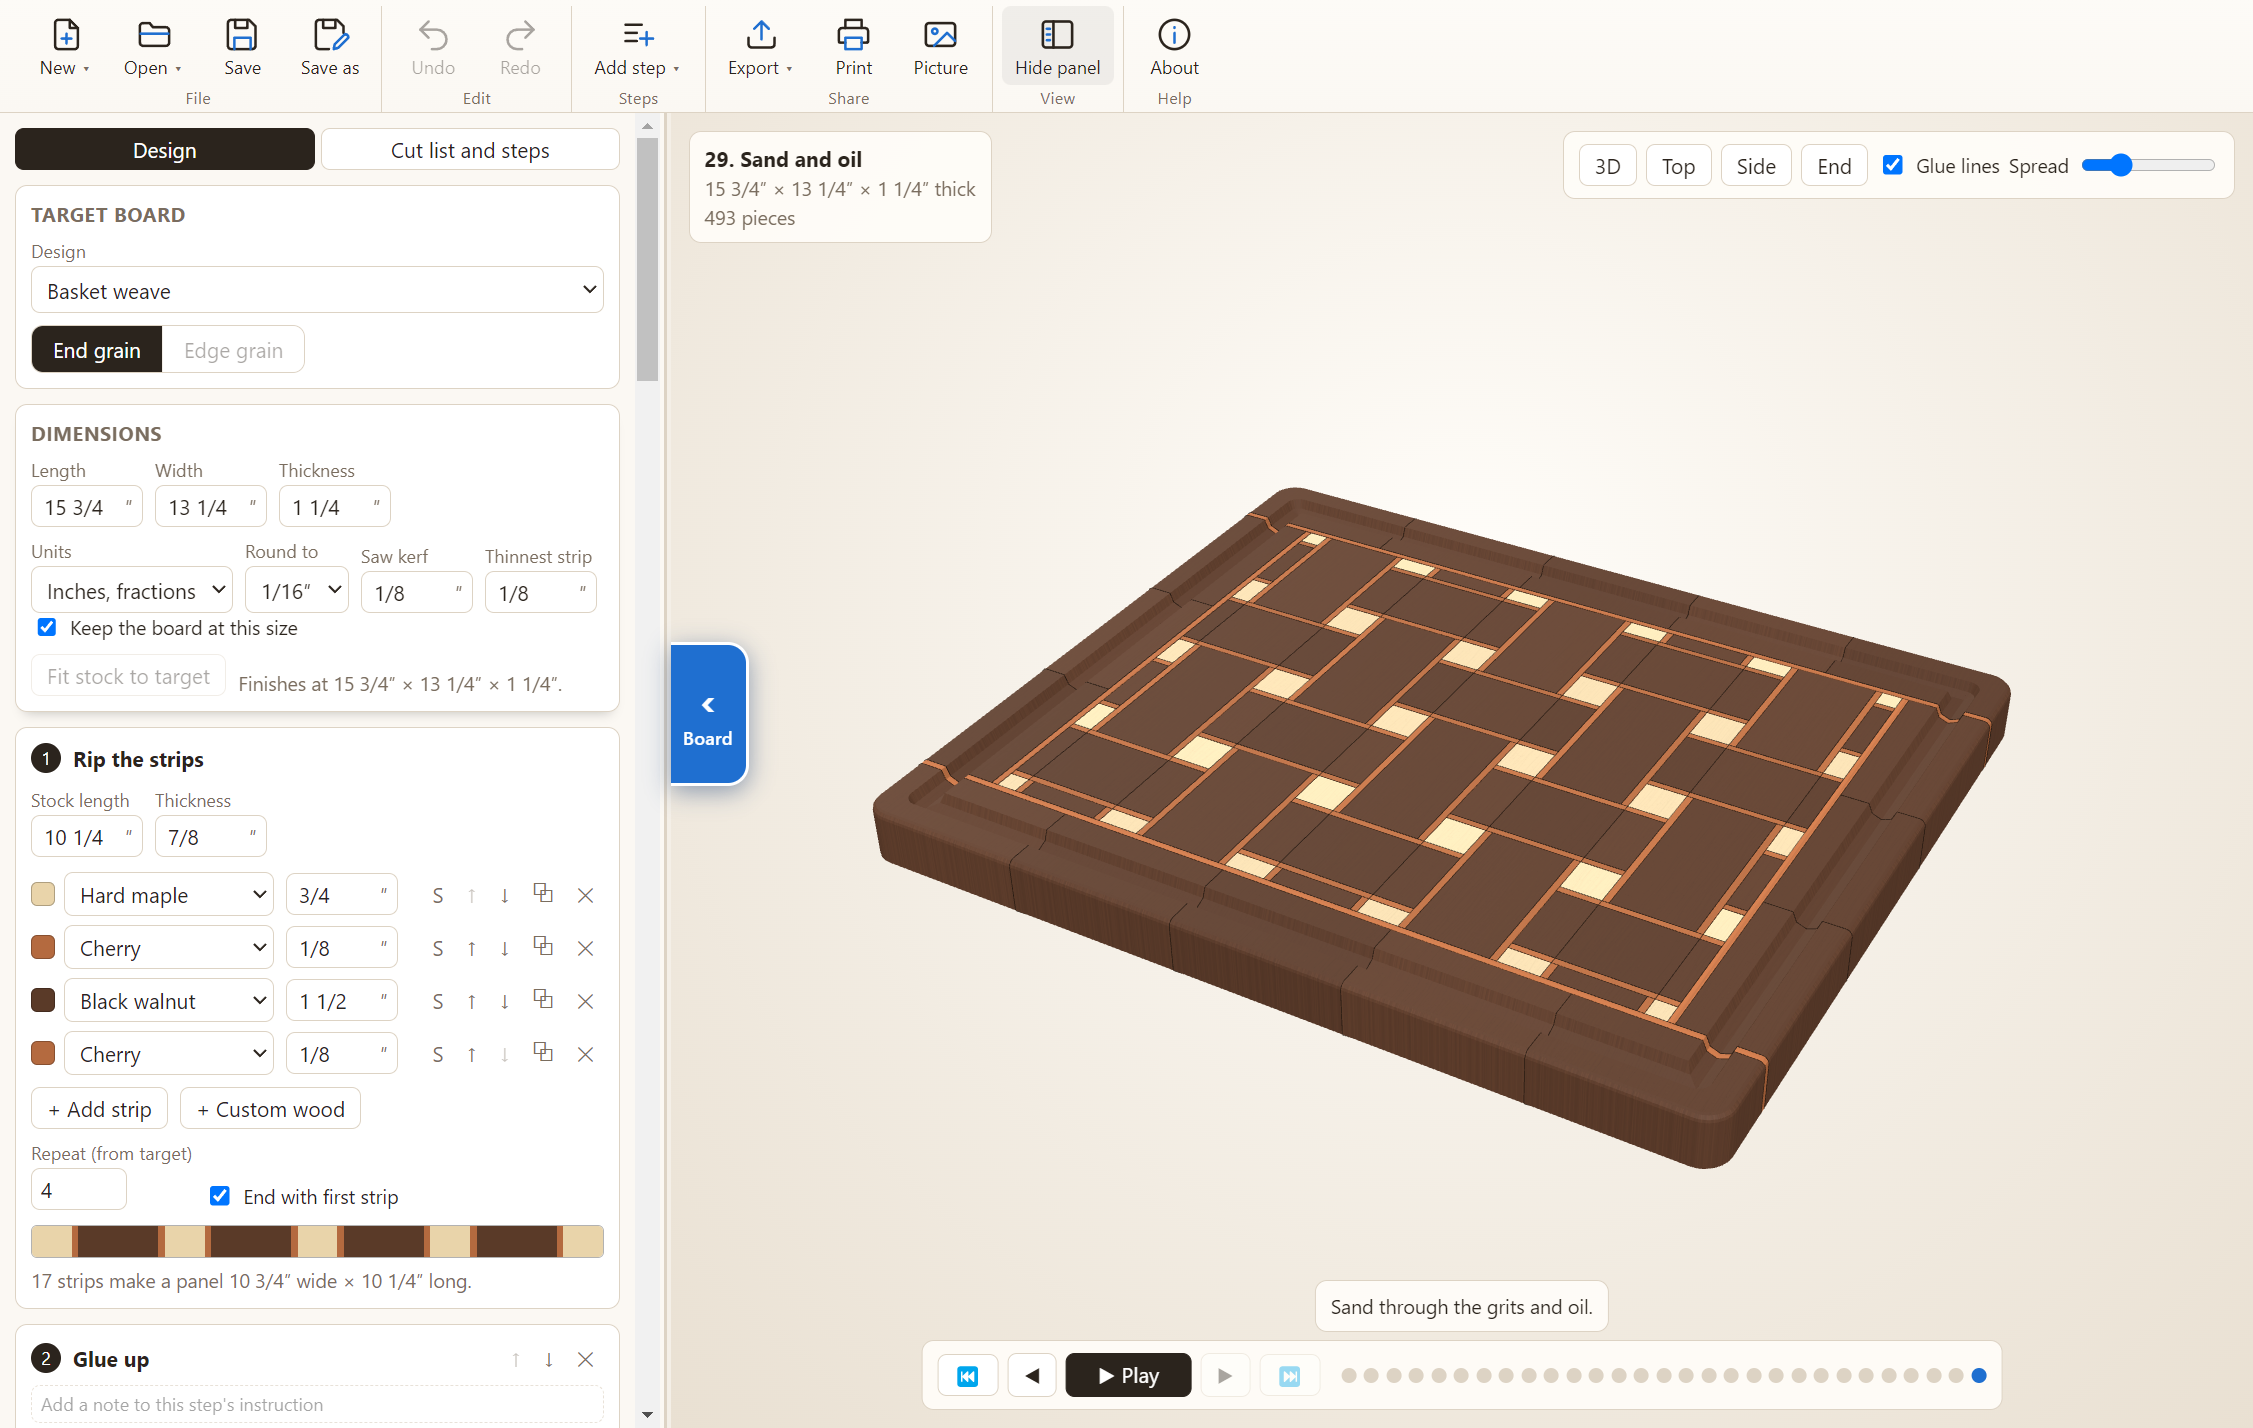 New
Open
Save
Save as
File
Undo
Redo
Edit
Add step
Steps
Export
Print
Picture
Share
Hide panel
View
About
Help
Design
Cut list and steps
TARGET BOARD
Design
Basket weave
End grain
Edge grain
DIMENSIONS
Length Width Thickness
15 3/4 ″ 13 1/4 ″ 1 1/4 ″
Units Round to Saw kerf Thinnest strip
Inches, fractions 1/16″ 1/8 ″ 1/8 ″
Keep the board at this size
Fit stock to target Finishes at 15 3/4″ × 13 1/4″ × 1 1/4″.
1 Rip the strips
Stock length Thickness
10 1/4 ″ 7/8 ″
Hard maple 3/4 ″ S ↑ ↓
Cherry 1/8 ″ S ↑ ↓
Black walnut 1 1/2 ″ S ↑ ↓
Cherry 1/8 ″ S ↑ ↓
+ Add strip + Custom wood
Repeat (from target)
4 End with first strip
17 strips make a panel 10 3/4″ wide × 10 1/4″ long.
2 Glue up ↑ ↓
Add a note to this step's instruction
29. Sand and oil
15 3/4″ × 13 1/4″ × 1 1/4″ thick
493 pieces
3D Top Side End Glue lines Spread
Board
Sand through the grits and oil.
Play